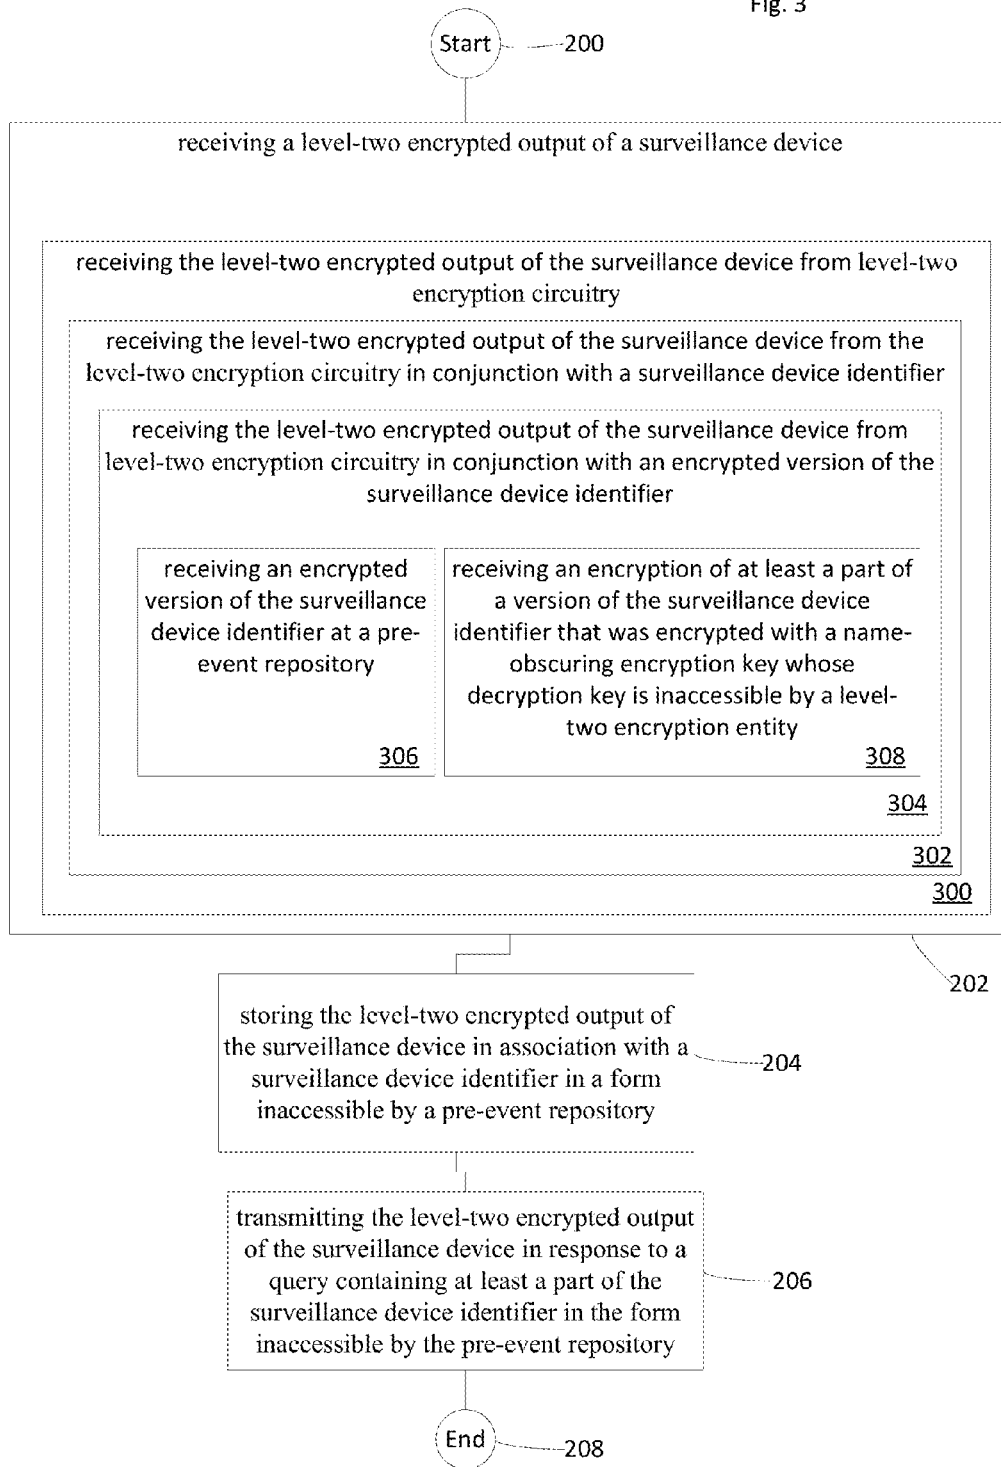 Fig. 3
Start
200
receiving a level-two encrypted output of a surveillance device
receiving the level-two encrypted output of the surveillance device from level-two
encryption circuitry
receiving the level-two encrypted output of the surveillance device from the
level-two encryption circuitry in conjunction with a surveillance device identifier
receiving the level-two encrypted output of the surveillance device from
level-two encryption circuitry in conjunction with an encrypted version of the
surveillance device identifier
receiving an encrypted
version of the surveillance
device identifier at a pre-
event repository
306
receiving an encryption of at least a part of
a version of the surveillance device
identifier that was encrypted with a name-
obscuring encryption key whose
decryption key is inaccessible by a level-
two encryption entity
308
304
302
300
202
storing the level-two encrypted output of
the surveillance device in association with a
surveillance device identifier in a form
inaccessible by a pre-event repository
204
transmitting the level-two encrypted output
of the surveillance device in response to a
query containing at least a part of the
surveillance device identifier in the form
inaccessible by the pre-event repository
206
End
208